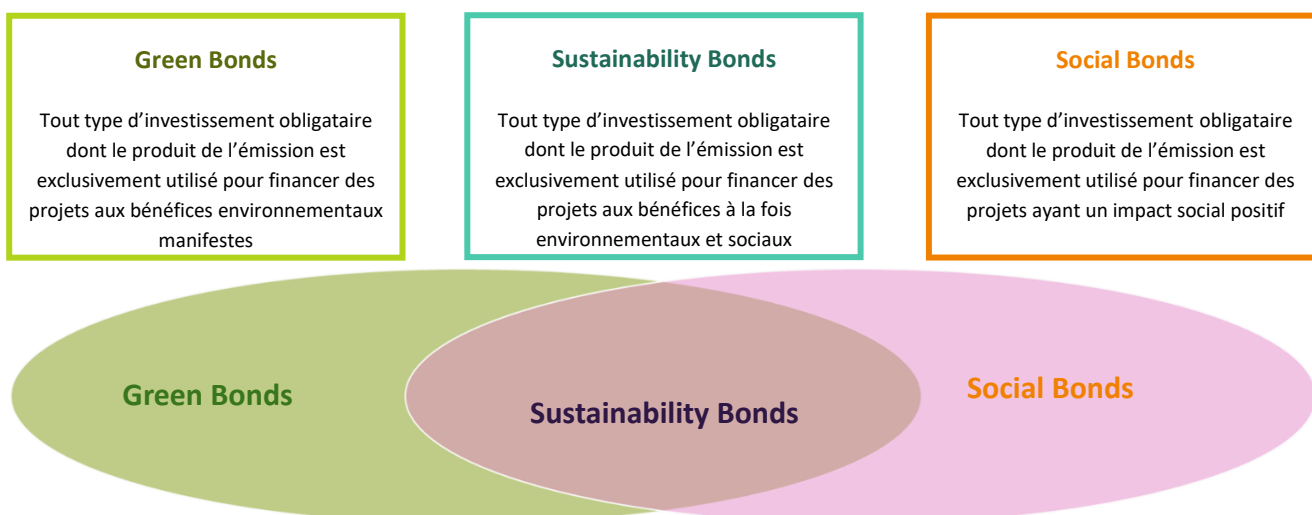 Green Bonds
Tout type d’investissement obligataire
dont le produit de l’émission est
exclusivement utilisé pour financer des
projets aux bénéfices environnementaux
manifestes
Sustainability Bonds
Tout type d’investissement obligataire
dont le produit de l’émission est
exclusivement utilisé pour financer des
projets aux bénéfices à la fois
environnementaux et sociaux
Social Bonds
Tout type d’investissement obligataire
dont le produit de l’émission est
exclusivement utilisé pour financer des
projets ayant un impact social positif
Green Bonds
Sustainability Bonds
Social Bonds